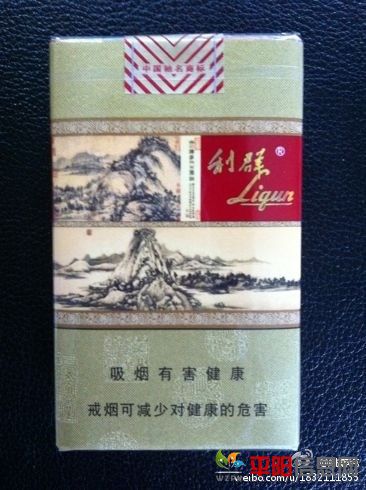 中国驰名商标
利群®
Liqun
吸烟有害健康
戒烟可减少对健康的危害
weibo.com/u/1832111855